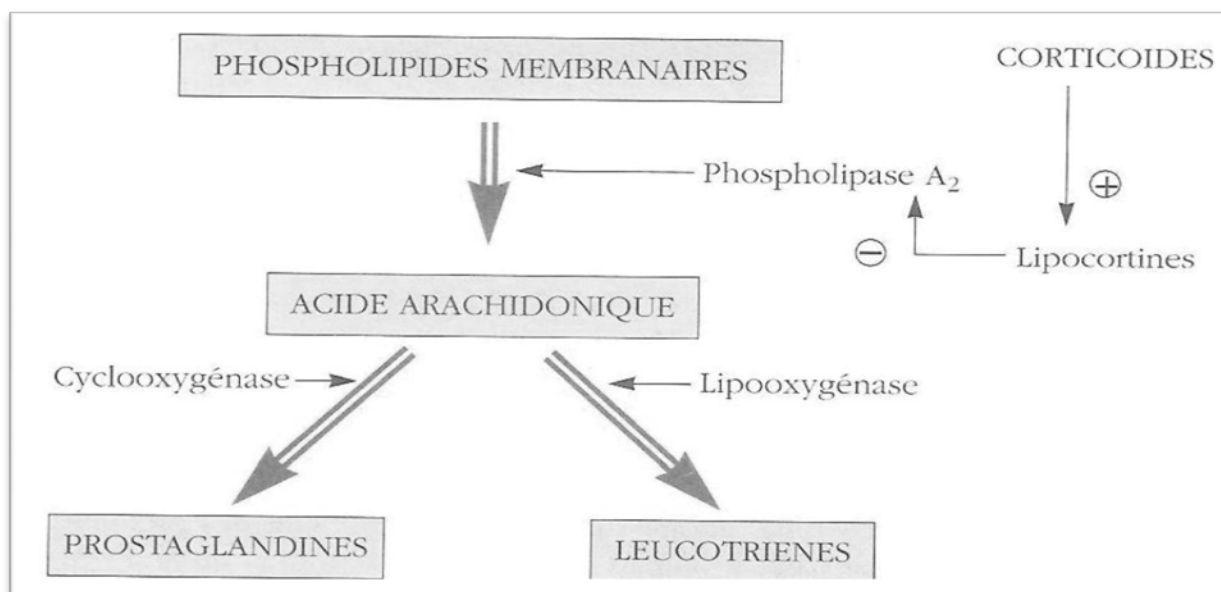 PHOSPHOLIPIDES MEMBRANAIRES
CORTICOIDES
Phospholipase A₂
⊕
⊖
Lipocortines
ACIDE ARACHIDONIQUE
Cyclooxygénase
Lipooxygénase
PROSTAGLANDINES
LEUCOTRIENES